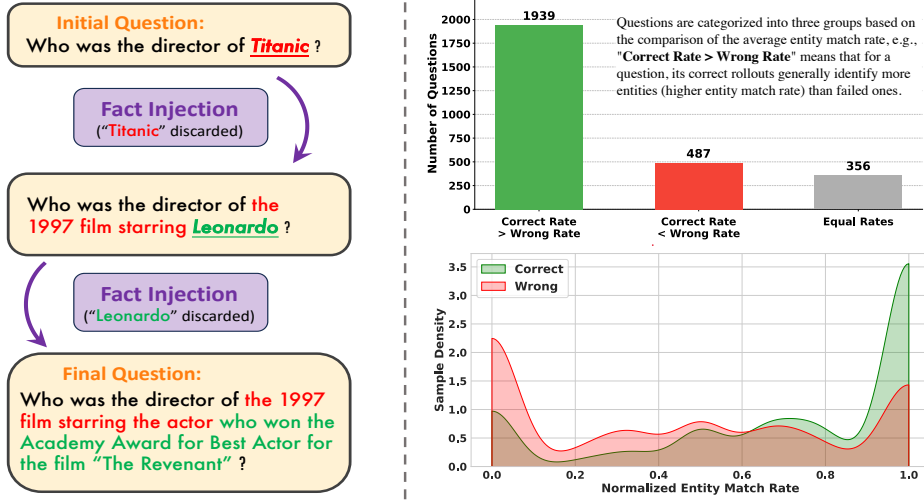 Initial Question:
Who was the director of Titanic ?
Fact Injection
(“Titanic” discarded)
Who was the director of the
1997 film starring Leonardo ?
Fact Injection
(“Leonardo” discarded)
Final Question:
Who was the director of the 1997
film starring the actor who won the
Academy Award for Best Actor for
the film “The Revenant” ?
Number of Questions
2000
1750
1500
1250
1000
750
500
250
0
1939
487
356
Questions are categorized into three groups based on
the comparison of the average entity match rate, e.g.,
"Correct Rate > Wrong Rate" means that for a
question, its correct rollouts generally identify more
entities (higher entity match rate) than failed ones.
Correct Rate
> Wrong Rate
Correct Rate
< Wrong Rate
Equal Rates
Sample Density
3.5
3.0
2.5
2.0
1.5
1.0
0.5
0.0
Correct
Wrong
0.0 0.2 0.4 0.6 0.8 1.0
Normalized Entity Match Rate